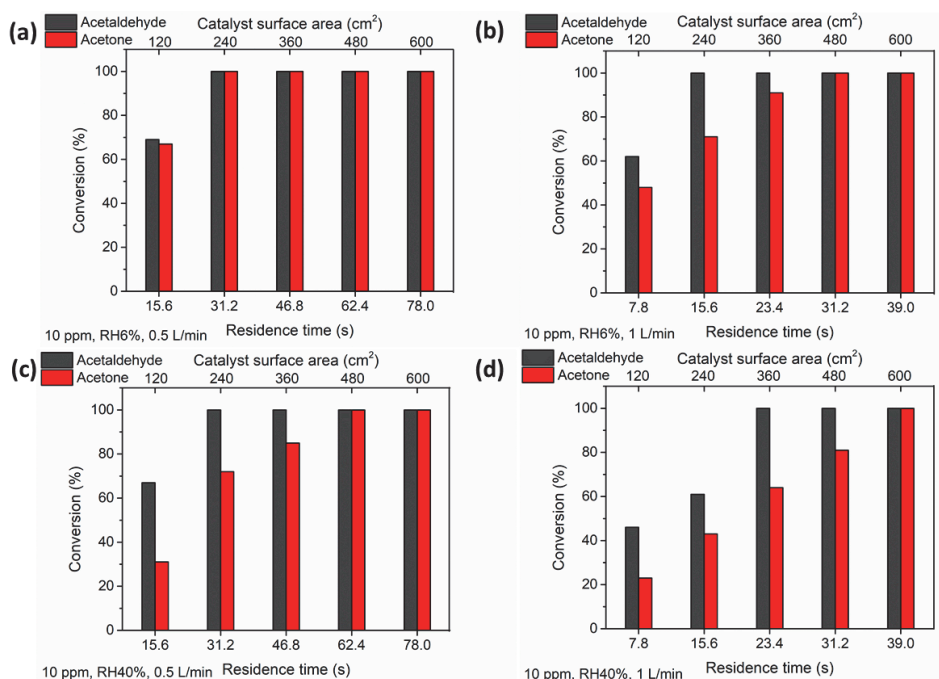 (a)
Acetaldehyde
Acetone
Catalyst surface area (cm²)
120 240 360 480 600
Conversion (%)
100
80
60
40
20
0
15.6 31.2 46.8 62.4 78.0
10 ppm, RH6%, 0.5 L/min
Residence time (s)
(b)
Acetaldehyde
Acetone
Catalyst surface area (cm²)
120 240 360 480 600
Conversion (%)
100
80
60
40
20
0
7.8 15.6 23.4 31.2 39.0
10 ppm, RH6%, 1 L/min
Residence time (s)
(c)
Acetaldehyde
Acetone
Catalyst surface area (cm²)
120 240 360 480 600
Conversion (%)
100
80
60
40
20
0
15.6 31.2 46.8 62.4 78.0
10 ppm, RH40%, 0.5 L/min
Residence time (s)
(d)
Acetaldehyde
Acetone
Catalyst surface area (cm²)
120 240 360 480 600
Conversion (%)
100
80
60
40
20
0
7.8 15.6 23.4 31.2 39.0
10 ppm, RH40%, 1 L/min
Residence time (s)